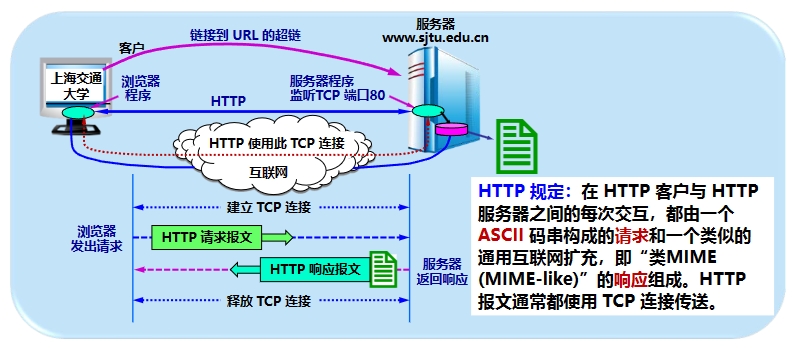 服务器
www.sjtu.edu.cn
链接到 URL 的超链
客户
上海交通
大学
浏览器
程序
服务器程序
监听TCP 端口80
HTTP
HTTP 使用此 TCP 连接
互联网
建立 TCP 连接
浏览器
发出请求
HTTP 请求报文
HTTP 响应报文
服务器
返回响应
释放 TCP 连接
HTTP 规定：在 HTTP 客户与 HTTP
服务器之间的每次交互，都由一个
ASCII 码串构成的请求和一个类似的
通用互联网扩充，即“类MIME
(MIME-like)”的响应组成。HTTP
报文通常都使用 TCP 连接传送。